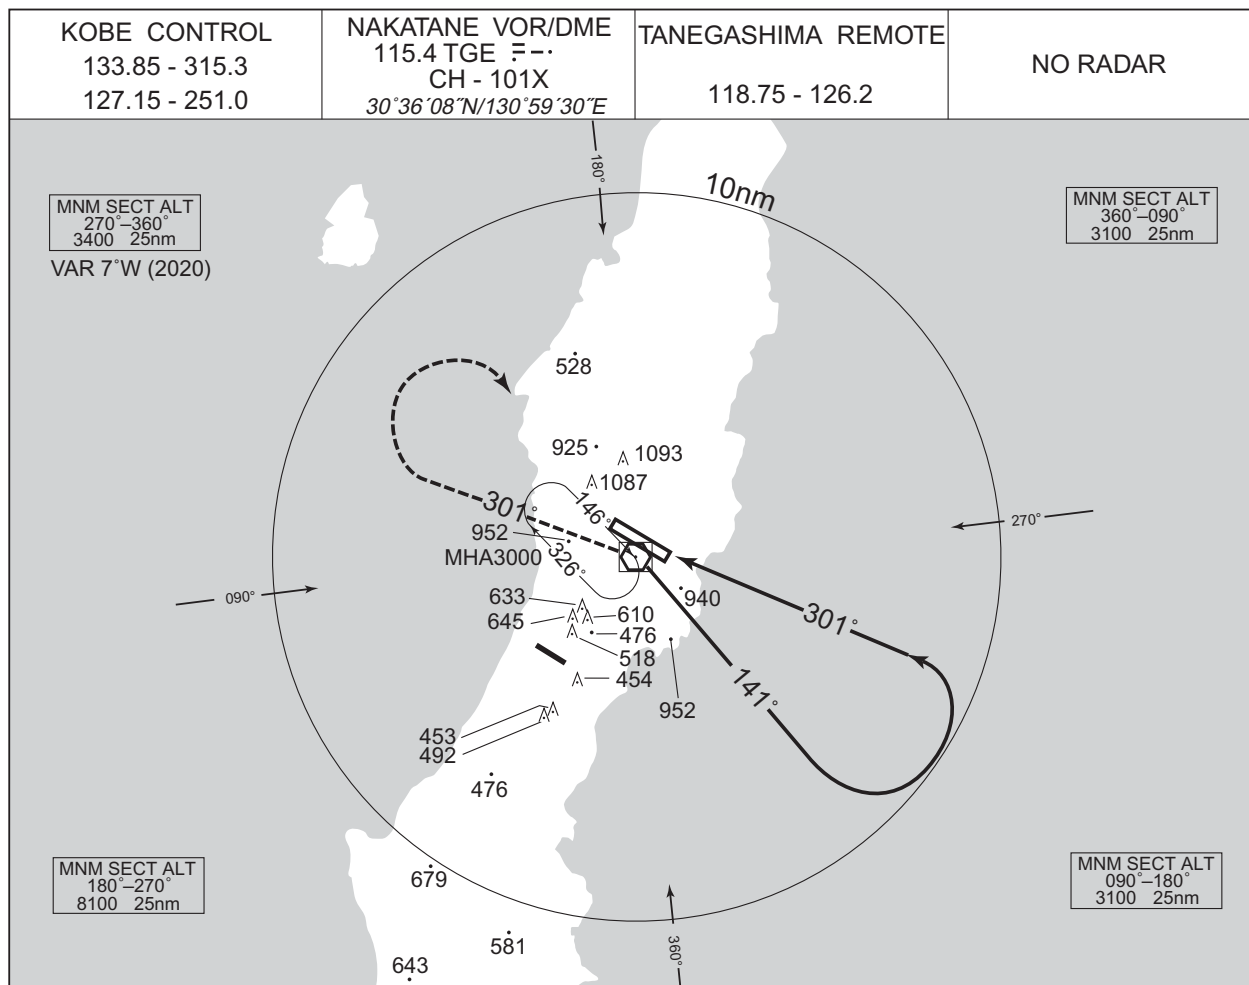 KOBE CONTROL
133.85 - 315.3
127.15 - 251.0
NAKATANE VOR/DME
115.4 TGE
CH - 101X
30°36´08˝N/130°59´30˝E
TANEGASHIMA REMOTE
118.75 - 126.2
NO RADAR
180°
10nm
MNM SECT ALT
270°–360°
3400 25nm
VAR 7°W (2020)
MNM SECT ALT
360°–090°
3100 25nm
528
925
1093
1087
301°
146°
952
MHA3000
326°
270°
090°
633
645
610
476
518
454
940
301°
141°
952
453
492
476
MNM SECT ALT
180°–270°
8100 25nm
679
MNM SECT ALT
090°–180°
3100 25nm
581
643
360°